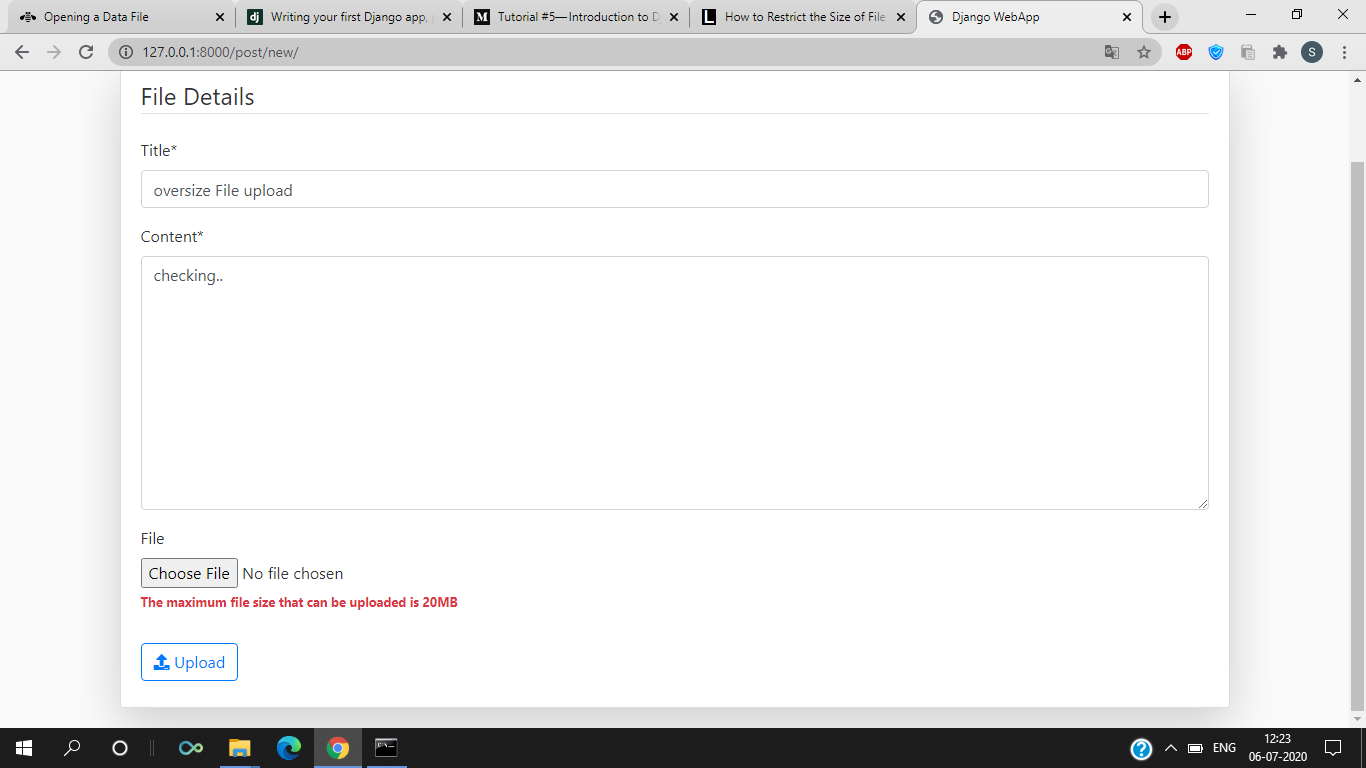 Opening a Data File
Writing your first Django app,
Tutorial #5—Introduction to D
How to Restrict the Size of File
Django WebApp
127.0.0.1:8000/post/new/
ABP
S
File Details
Title*
oversize File upload
Content*
checking..
File
Choose File No file chosen
The maximum file size that can be uploaded is 20MB
Upload
ENG
12:23
06-07-2020